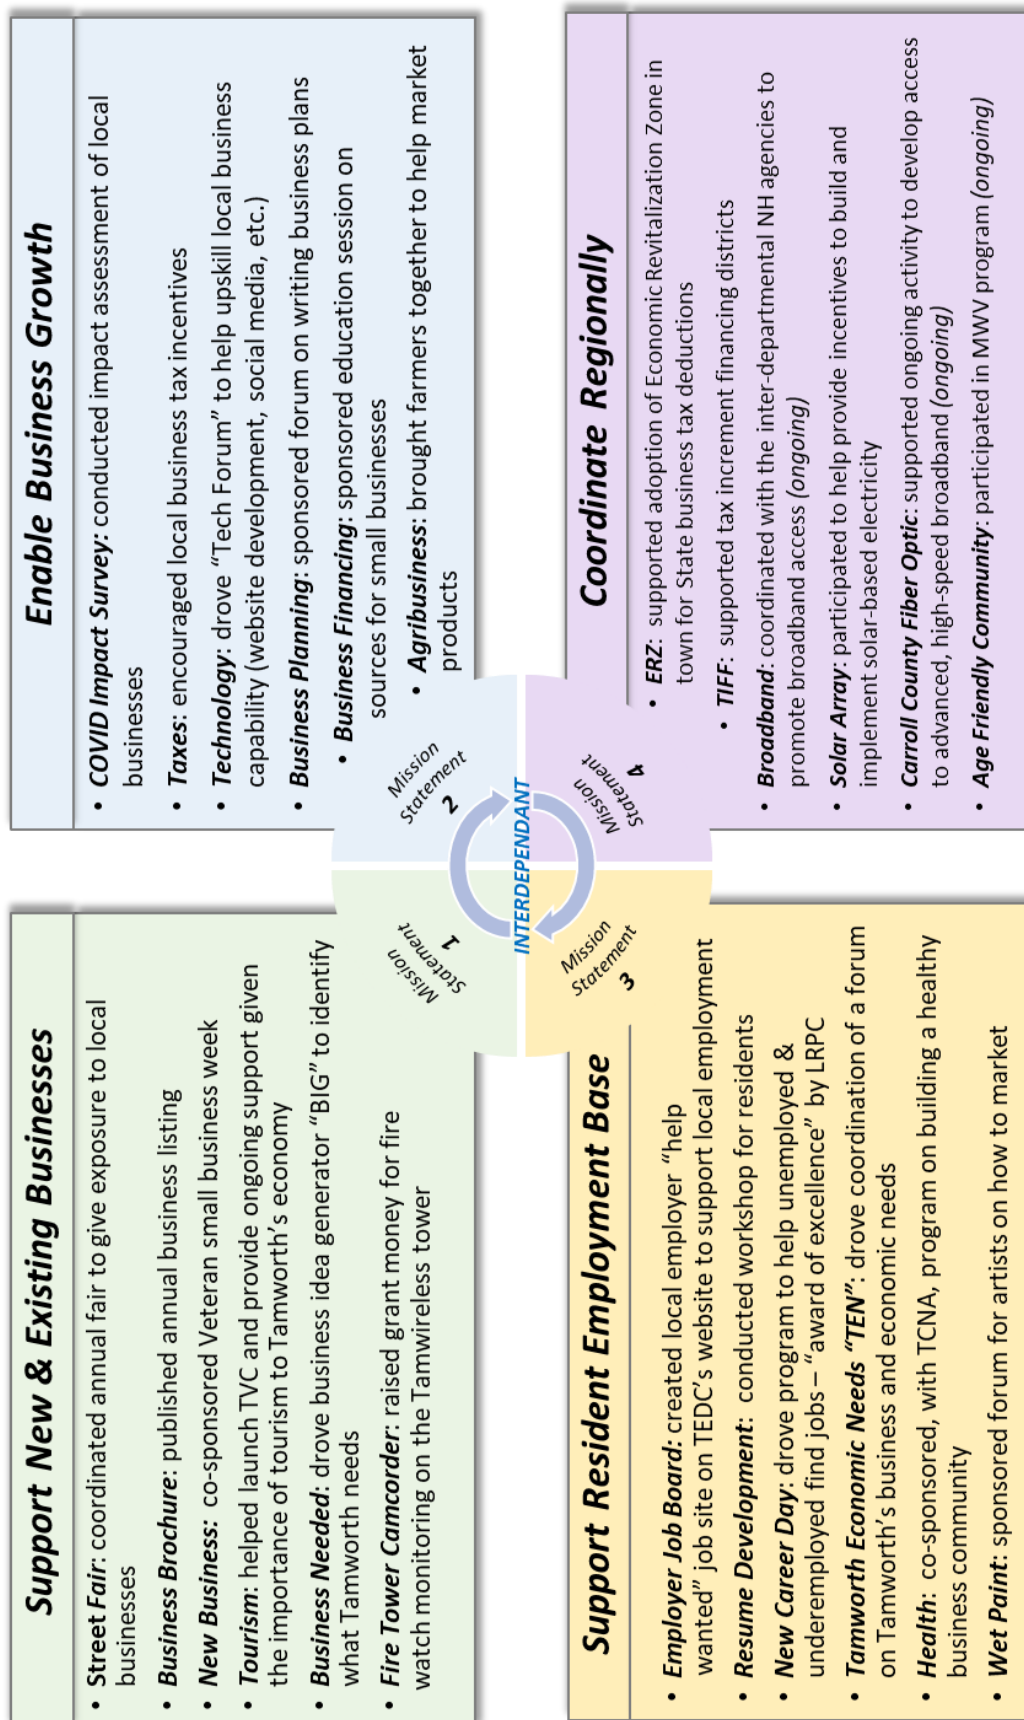 Support New & Existing Businesses
• Street Fair: coordinated annual fair to give exposure to local
businesses
• Business Brochure: published annual business listing
• New Business: co-sponsored Veteran small business week
• Tourism: helped launch TVC and provide ongoing support given
the importance of tourism to Tamworth's economy
• Business Needed: drove business idea generator "BIG" to identify
what Tamworth needs
• Fire Tower Camcorder: raised grant money for fire
watch monitoring on the Tamwireless tower
Mission
Statement
1
Enable Business Growth
• COVID Impact Survey: conducted impact assessment of local
businesses
• Taxes: encouraged local business tax incentives
• Technology: drove "Tech Forum" to help upskill local business
capability (website development, social media, etc.)
• Business Planning: sponsored forum on writing business plans
• Business Financing: sponsored education session on
sources for small businesses
• Agribusiness: brought farmers together to help market
products
Mission
Statement
2
INTERDEPENDANT
Support Resident Employment Base
• Employer Job Board: created local employer "help
wanted" job site on TEDC's website to support local employment
• Resume Development: conducted workshop for residents
• New Career Day: drove program to help unemployed &
underemployed find jobs – "award of excellence" by LRPC
• Tamworth Economic Needs "TEN": drove coordination of a forum
on Tamworth's business and economic needs
• Health: co-sponsored, with TCNA, program on building a healthy
business community
• Wet Paint: sponsored forum for artists on how to market
Mission
Statement
3
Coordinate Regionally
• ERZ: supported adoption of Economic Revitalization Zone in
town for State business tax deductions
• TIFF: supported tax increment financing districts
• Broadband: coordinated with the inter-departmental NH agencies to
promote broadband access (ongoing)
• Solar Array: participated to help provide incentives to build and
implement solar-based electricity
• Carroll County Fiber Optic: supported ongoing activity to develop access
to advanced, high-speed broadband (ongoing)
• Age Friendly Community: participated in MWV program (ongoing)
Mission
Statement
4